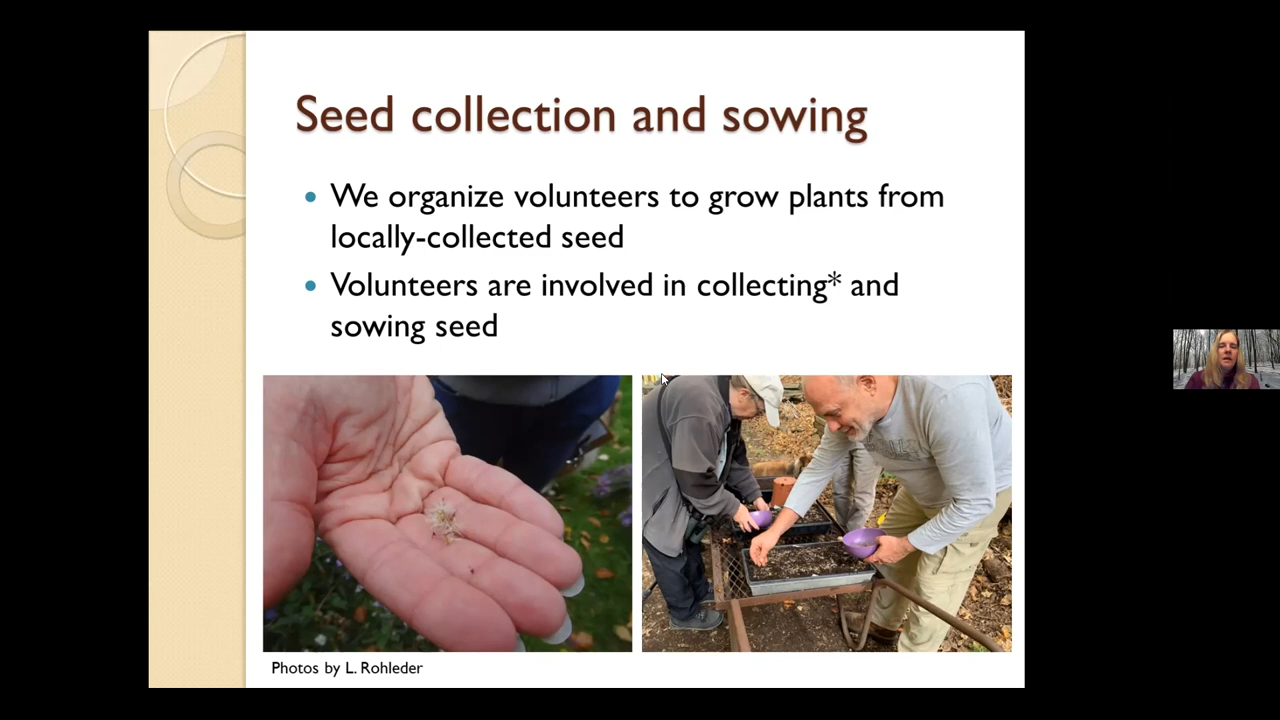 Seed collection and sowing
• We organize volunteers to grow plants from
locally-collected seed
• Volunteers are involved in collecting* and
sowing seed
Photos by L. Rohleder